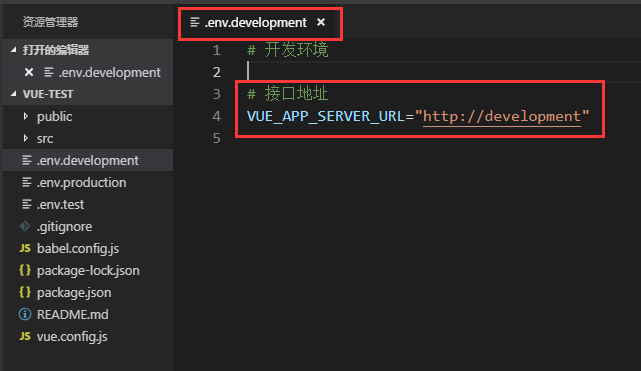 资源管理器
打开的编辑器
.env.development
VUE-TEST
public
src
.env.development
.env.production
.env.test
.gitignore
JS babel.config.js
{} package-lock.json
{} package.json
README.md
JS vue.config.js
.env.development
1 # 开发环境
2
3 # 接口地址
4 VUE_APP_SERVER_URL="http://development"
5